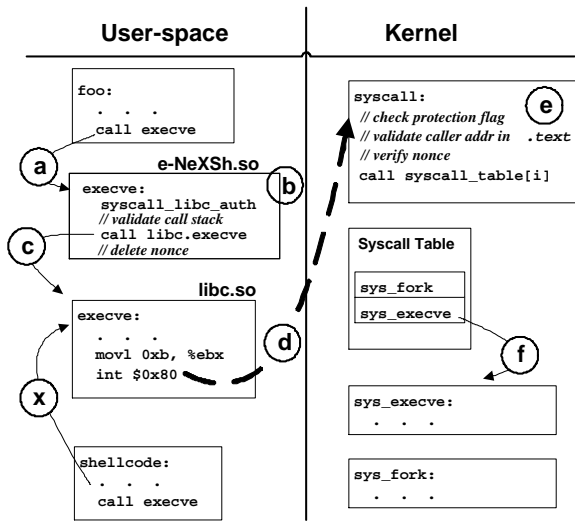 User-space
Kernel
foo:
. . .
call execve
a
e-NeXSh.so
b
execve:
syscall_libc_auth
// validate call stack
call libc.execve
// delete nonce
c
libc.so
execve:
. . .
movl 0xb, %ebx
int $0x80
d
x
shellcode:
. . .
call execve
syscall:
e
// check protection flag
// validate caller addr in .text
// verify nonce
call syscall_table[i]
Syscall Table
sys_fork
sys_execve
f
sys_execve:
. . .
sys_fork:
. . .